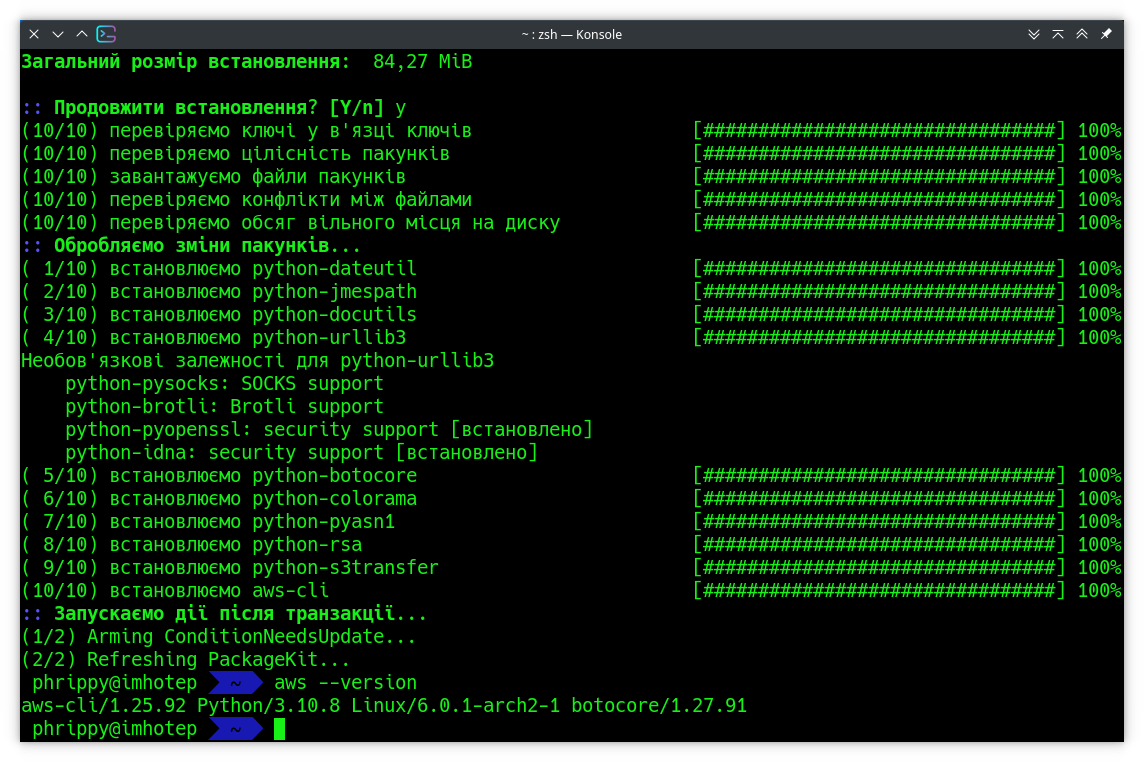 ~ : zsh — Konsole
Загальний розмір встановлення:  84,27 MiB
:: Продовжити встановлення? [Y/n] y
(10/10) перевіряємо ключі у в'язці ключів [################################] 100%
(10/10) перевіряємо цілісність пакунків [################################] 100%
(10/10) завантажуємо файли пакунків [################################] 100%
(10/10) перевіряємо конфлікти між файлами [################################] 100%
(10/10) перевіряємо обсяг вільного місця на диску [################################] 100%
:: Обробляємо зміни пакунків...
( 1/10) встановлюємо python-dateutil [################################] 100%
( 2/10) встановлюємо python-jmespath [################################] 100%
( 3/10) встановлюємо python-docutils [################################] 100%
( 4/10) встановлюємо python-urllib3 [################################] 100%
Необов'язкові залежності для python-urllib3
    python-pysocks: SOCKS support
    python-brotli: Brotli support
    python-pyopenssl: security support [встановлено]
    python-idna: security support [встановлено]
( 5/10) встановлюємо python-botocore [################################] 100%
( 6/10) встановлюємо python-colorama [################################] 100%
( 7/10) встановлюємо python-pyasn1 [################################] 100%
( 8/10) встановлюємо python-rsa [################################] 100%
( 9/10) встановлюємо python-s3transfer [################################] 100%
(10/10) встановлюємо aws-cli [################################] 100%
:: Запускаємо дії після транзакції...
(1/2) Arming ConditionNeedsUpdate...
(2/2) Refreshing PackageKit...
phrippy@imhotep ~ aws --version
aws-cli/1.25.92 Python/3.10.8 Linux/6.0.1-arch2-1 botocore/1.27.91
phrippy@imhotep ~